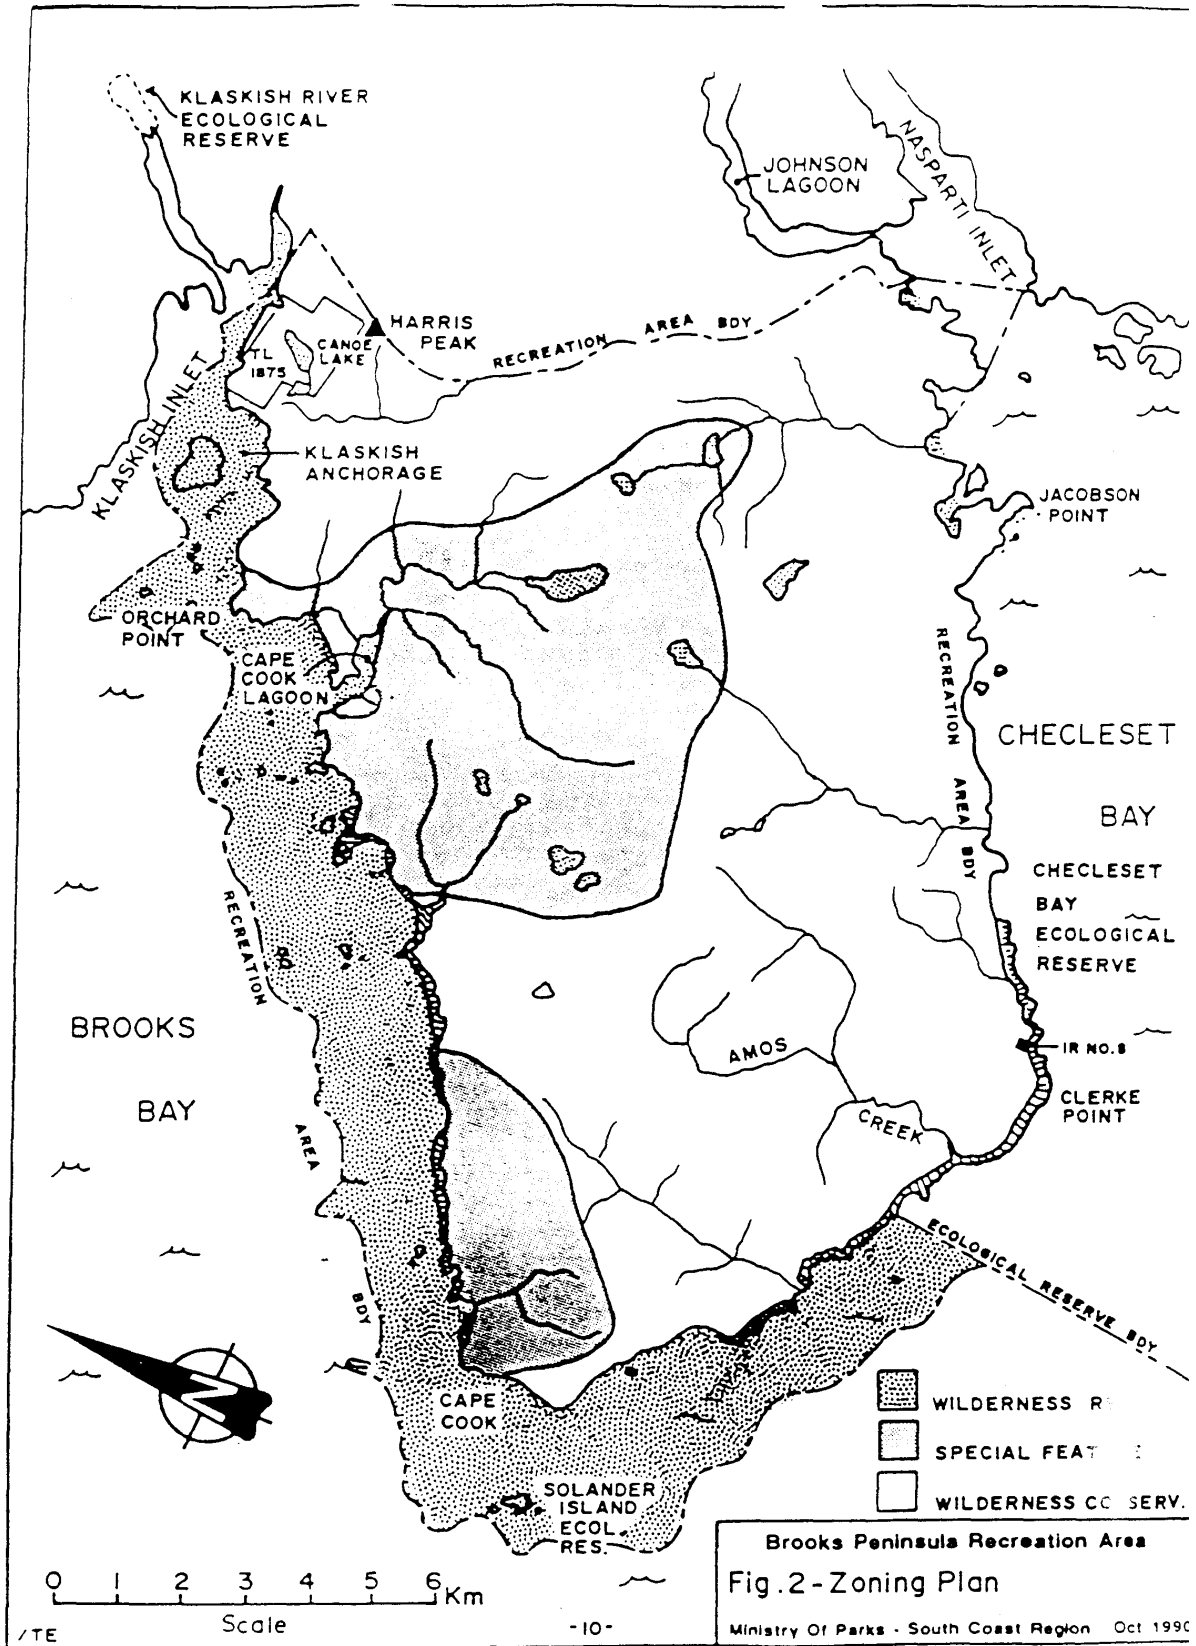 KLASKISH RIVER
ECOLOGICAL
RESERVE
JOHNSON
LAGOON
NASPARTI INLET
HARRIS
PEAK
CANOE
LAKE
TL
1875
RECREATION AREA BDY
KLASKISH INLET
KLASKISH
ANCHORAGE
JACOBSON
POINT
ORCHARD
POINT
CAPE
COOK
LAGOON
RECREATION AREA BDY
CHECLESET
BAY
CHECLESET
BAY
ECOLOGICAL
RESERVE
RECREATION AREA BDY
BROOKS
BAY
AMOS
CREEK
IR NO.8
CLERKE
POINT
ECOLOGICAL RESERVE BDY
N
CAPE
COOK
SOLANDER
ISLAND
ECOL.
RES.
WILDERNESS R
SPECIAL FEAT
WILDERNESS CC SERV.
Brooks Peninsula Recreation Area
Fig.2-Zoning Plan
Ministry Of Parks - South Coast Region Oct 1990
0 1 2 3 4 5 6 Km
Scale
-10-
/TE